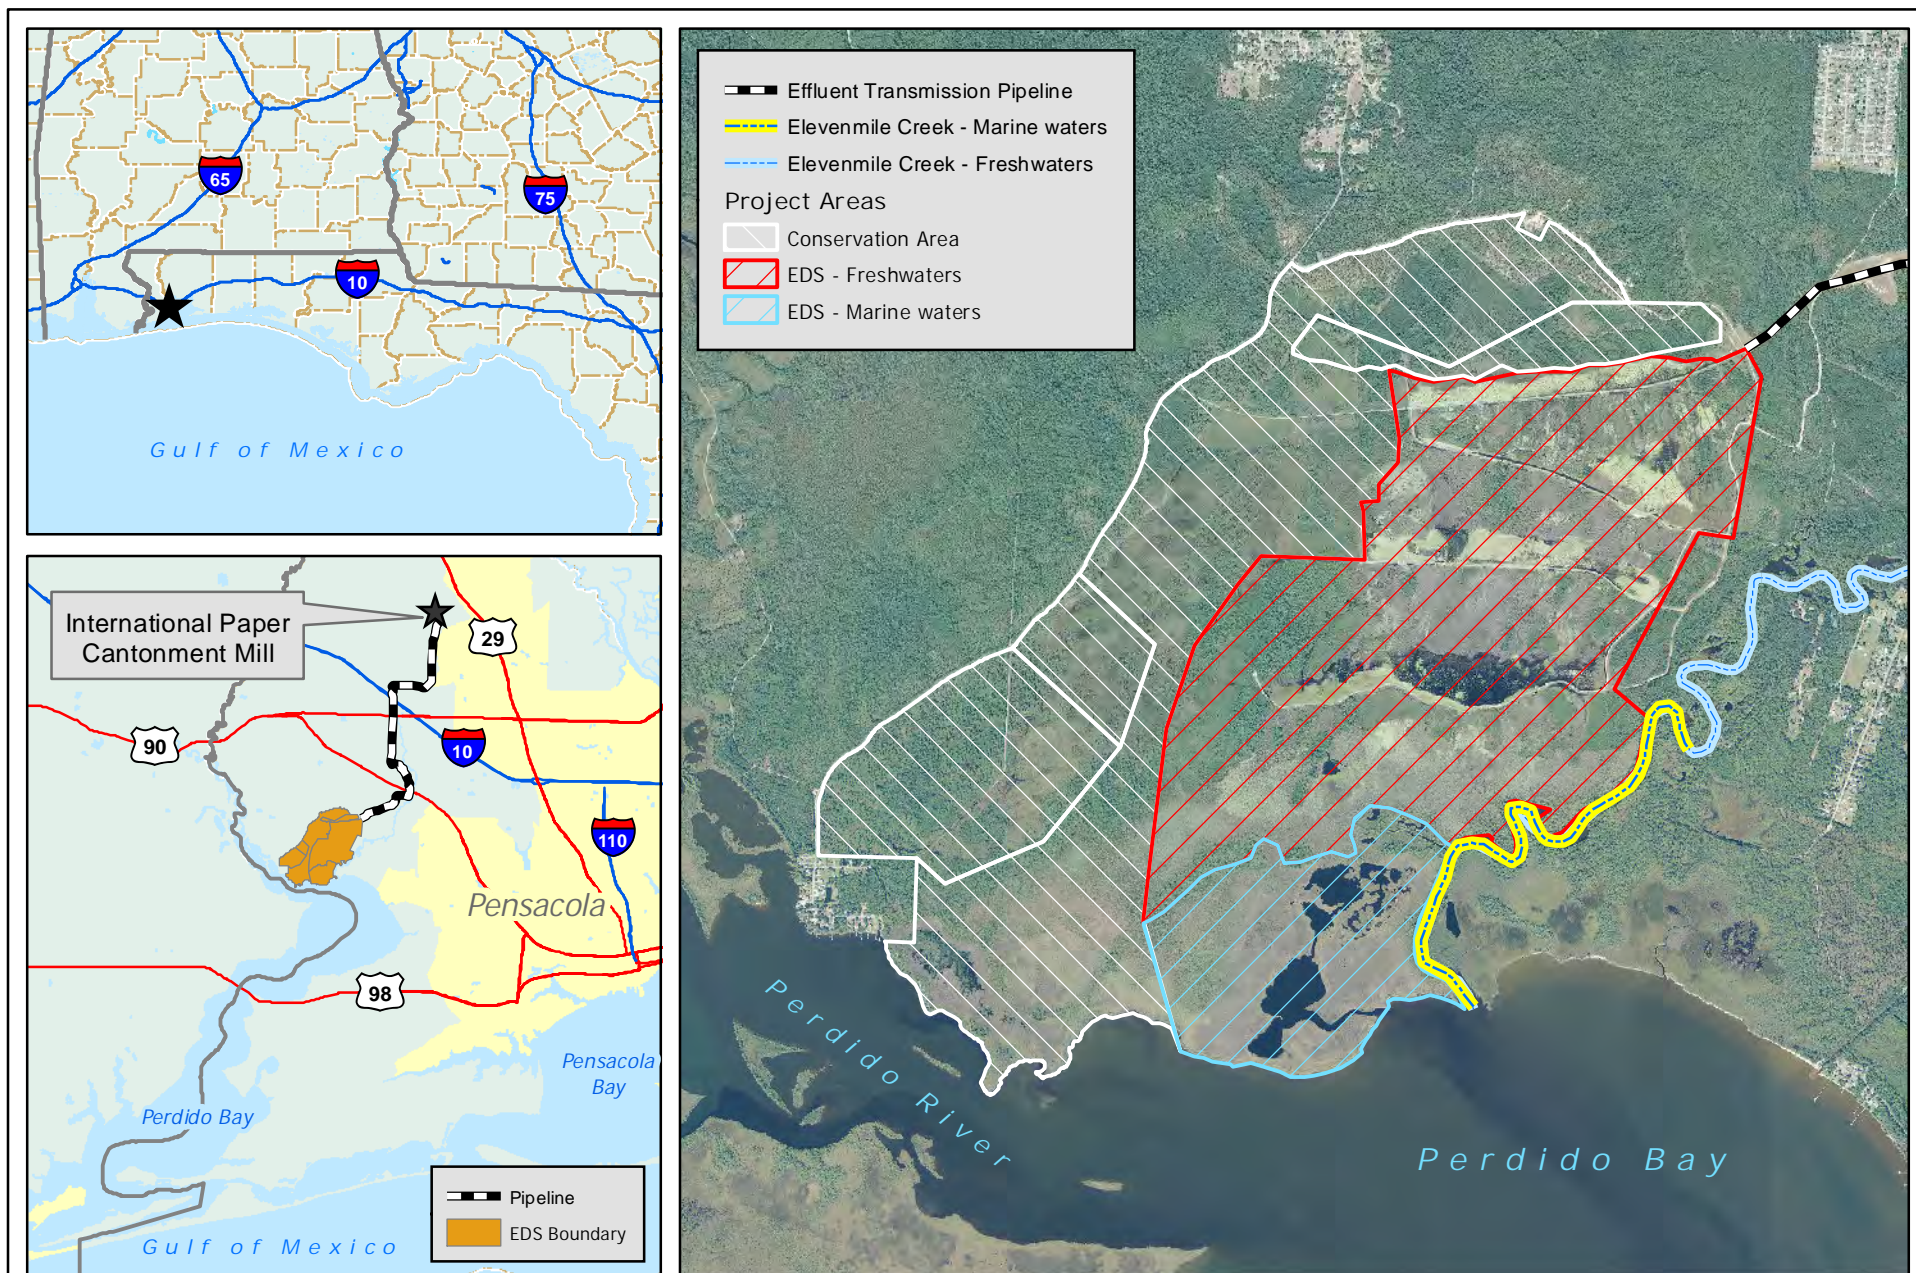 65
75
10
Gulf of Mexico
International Paper
Cantonment Mill
29
90
10
110
Pensacola
98
Pensacola
Bay
Perdido Bay
Pipeline
EDS Boundary
Gulf of Mexico
Effluent Transmission Pipeline
Elevenmile Creek - Marine waters
Elevenmile Creek - Freshwaters
Project Areas
Conservation Area
EDS - Freshwaters
EDS - Marine waters
Perdido River
Perdido Bay